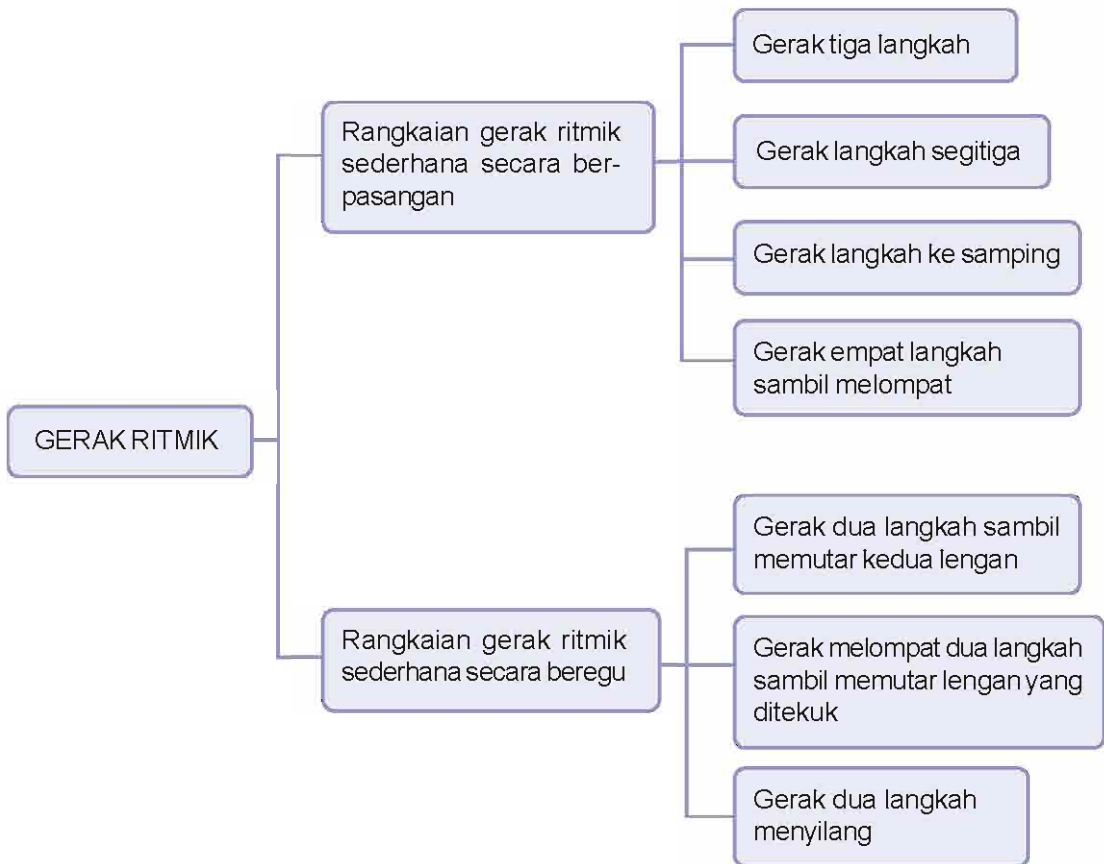 GERAK RITMIK
Rangkaian gerak ritmik
sederhana secara ber-
pasangan
Gerak tiga langkah
Gerak langkah segitiga
Gerak langkah ke samping
Gerak empat langkah
sambil melompat
Rangkaian gerak ritmik
sederhana secara beregu
Gerak dua langkah sambil
memutar kedua lengan
Gerak melompat dua langkah
sambil memutar lengan yang
ditekuk
Gerak dua langkah
menyilang